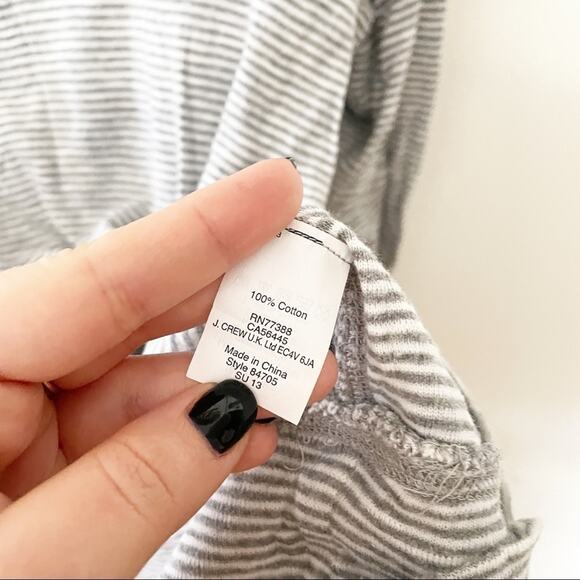 100% Cotton
RN77388
CA56445
J. CREW U.K. Ltd EC4V 6JA
Made in China
Style 84705
SU 13